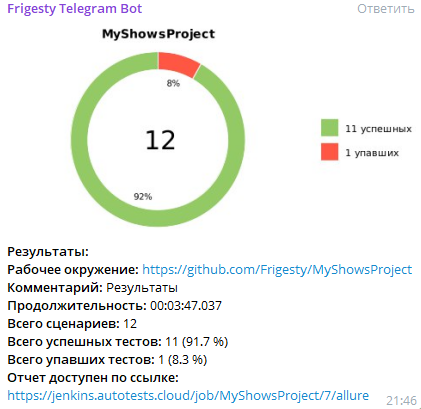 Frigesty Telegram Bot
Ответить
MyShowsProject
8%
11 успешных
12
1 упавших
92%
Результаты:
Рабочее окружение: https://github.com/Frigesty/MyShowsProject
Комментарий: Результаты
Продолжительность: 00:03:47.037
Всего сценариев: 12
Всего успешных тестов: 11 (91.7 %)
Всего упавших тестов: 1 (8.3 %)
Отчет доступен по ссылке:
https://jenkins.autotests.cloud/job/MyShowsProject/7/allure
21:46